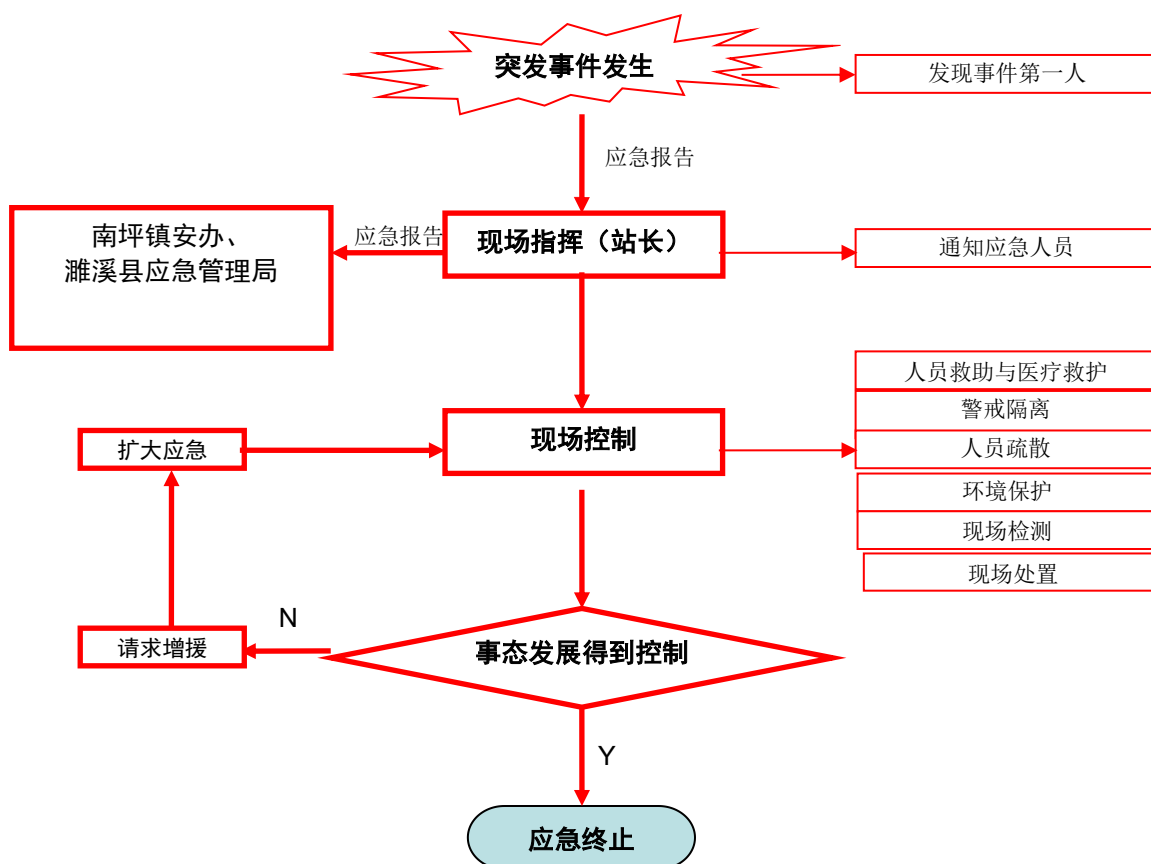 突发事件发生
发现事件第一人
应急报告
南坪镇安办、
濉溪县应急管理局
应急报告
现场指挥（站长）
通知应急人员
人员救助与医疗救护
警戒隔离
扩大应急
现场控制
人员疏散
环境保护
现场检测
现场处置
N
请求增援
事态发展得到控制
Y
应急终止